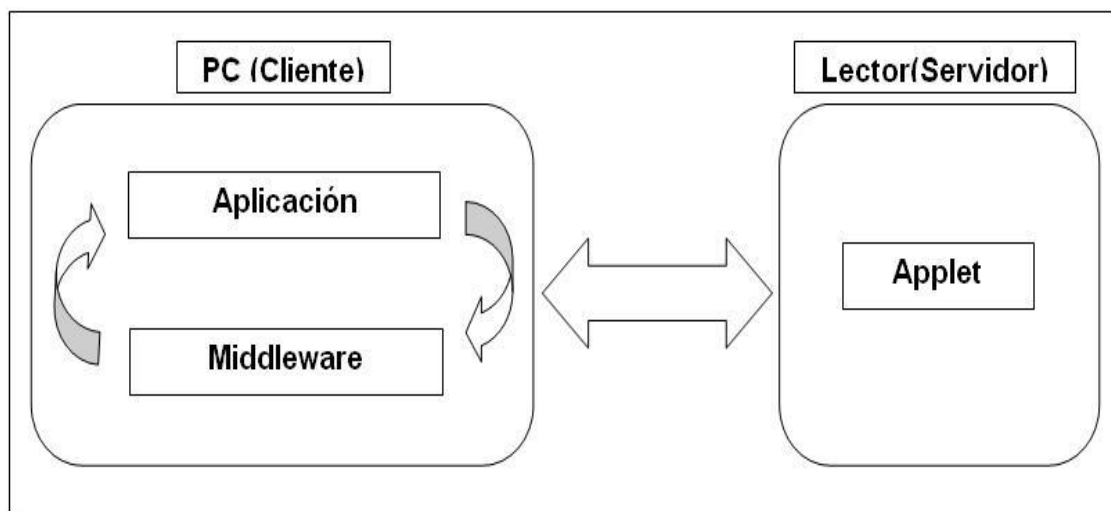 PC (Cliente)
Lector(Servidor)
Aplicación
Applet
Middleware